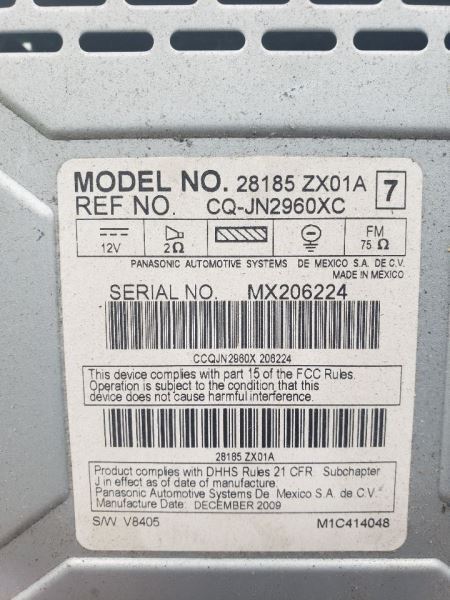 MODEL NO. 28185 ZX01A 7
REF NO. CQ-JN2960XC
12V 2Ω FM 75 Ω
PANASONIC AUTOMOTIVE SYSTEMS DE MEXICO S.A. DE C.V.
MADE IN MÉXICO
SERIAL NO. MX206224
CCQJN2960X 206224
This device complies with part 15 of the FCC Rules.
Operation is subject to the condition that this
device does not cause harmful interference.
28185 ZX01A
Product complies with DHHS Rules 21 CFR Subchapter
J in effect as of date of manufacture.
Panasonic Automotive Systems De Mexico S.A. de C.V.
Manufacture Date: DECEMBER 2009
S/W V8405 M1C414048